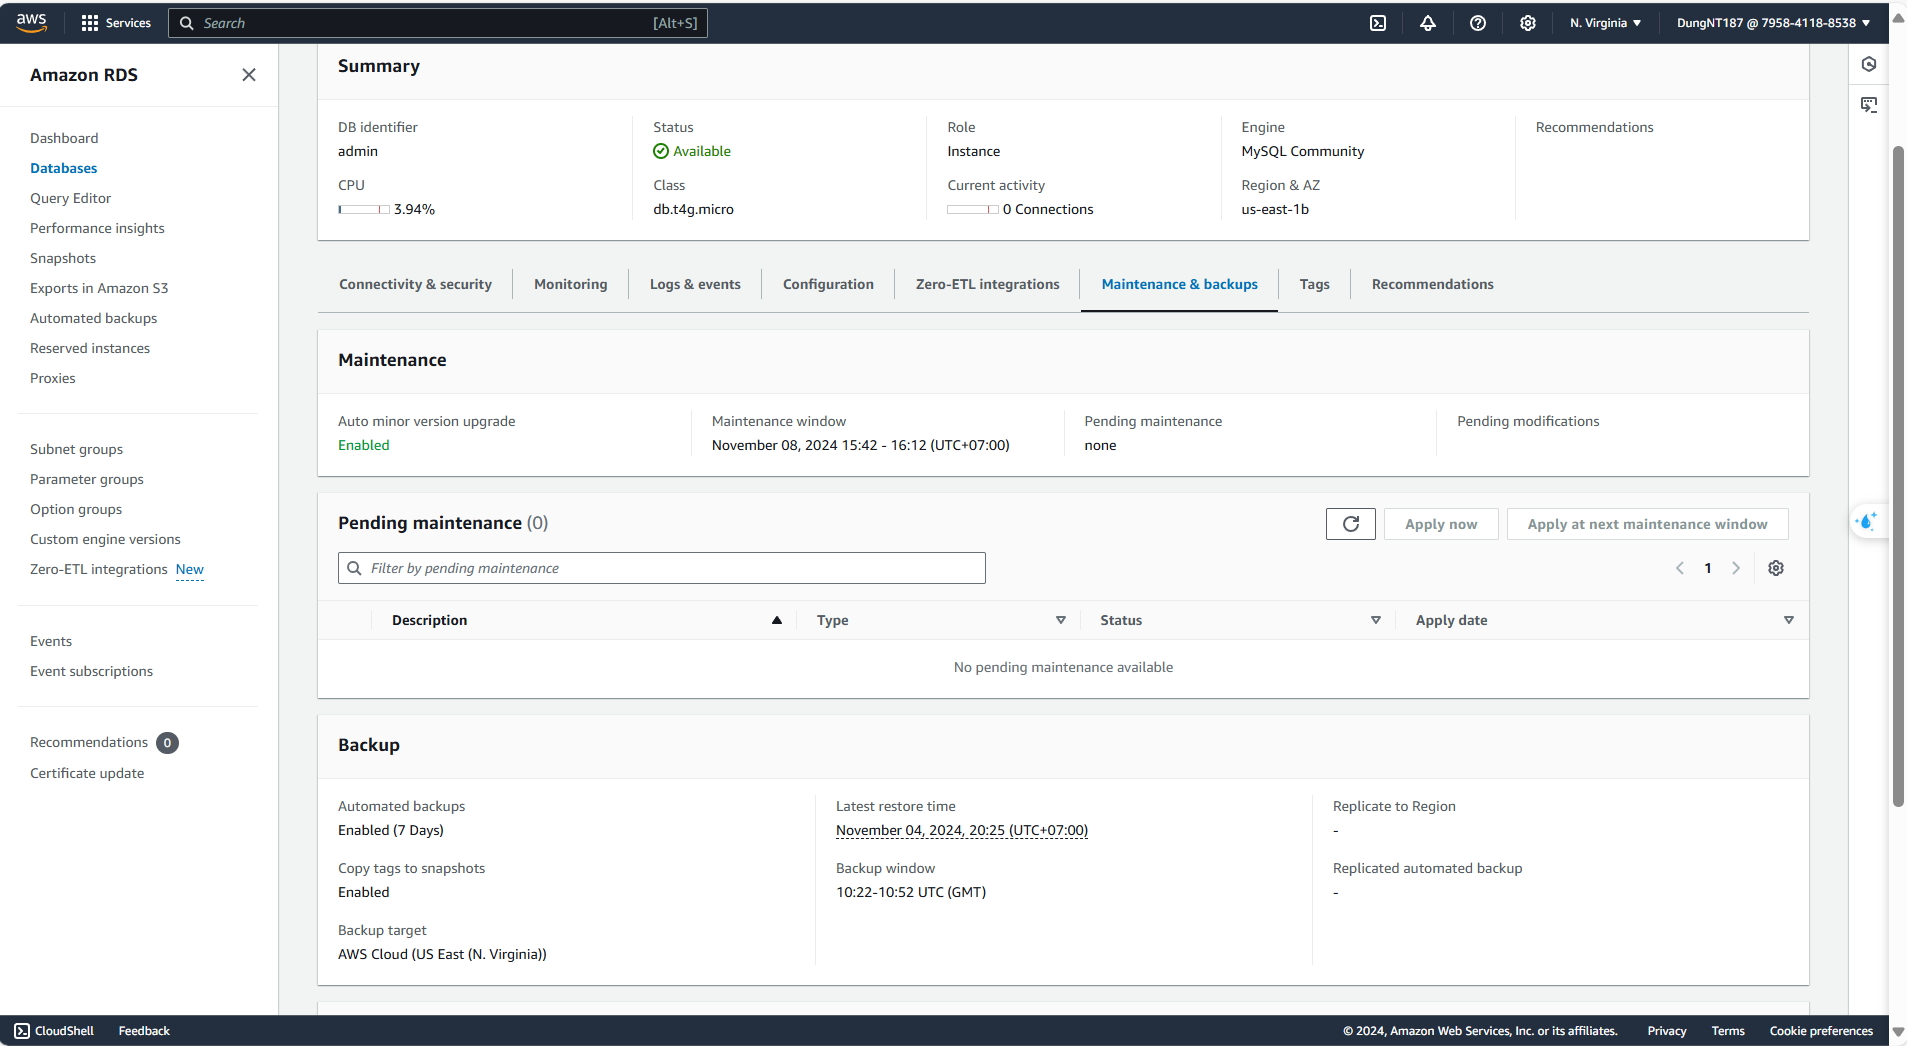 aws
Services
Search
[Alt+S]
N. Virginia
DungNT187 @ 7958-4118-8538
Amazon RDS
Dashboard
Databases
Query Editor
Performance insights
Snapshots
Exports in Amazon S3
Automated backups
Reserved instances
Proxies
Subnet groups
Parameter groups
Option groups
Custom engine versions
Zero-ETL integrations New
Events
Event subscriptions
Recommendations 0
Certificate update
Summary
DB identifier
admin
Status
Available
Role
Instance
Engine
MySQL Community
Recommendations
CPU
3.94%
Class
db.t4g.micro
Current activity
0 Connections
Region & AZ
us-east-1b
Connectivity & security
Monitoring
Logs & events
Configuration
Zero-ETL integrations
Maintenance & backups
Tags
Recommendations
Maintenance
Auto minor version upgrade
Enabled
Maintenance window
November 08, 2024 15:42 - 16:12 (UTC+07:00)
Pending maintenance
none
Pending modifications
Pending maintenance (0)
Apply now
Apply at next maintenance window
Filter by pending maintenance
1
Description
Type
Status
Apply date
No pending maintenance available
Backup
Automated backups
Enabled (7 Days)
Copy tags to snapshots
Enabled
Backup target
AWS Cloud (US East (N. Virginia))
Latest restore time
November 04, 2024, 20:25 (UTC+07:00)
Backup window
10:22-10:52 UTC (GMT)
Replicate to Region
-
Replicated automated backup
-
CloudShell
Feedback
© 2024, Amazon Web Services, Inc. or its affiliates.
Privacy
Terms
Cookie preferences